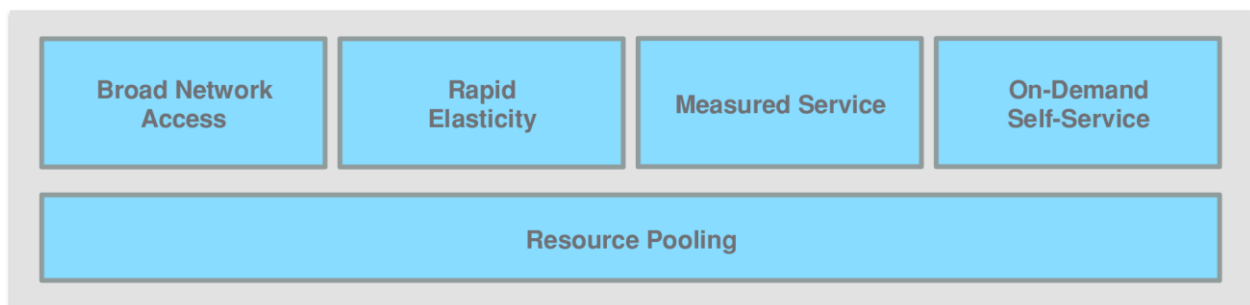 Broad Network
Access
Rapid
Elasticity
Measured Service
On-Demand
Self-Service
Resource Pooling